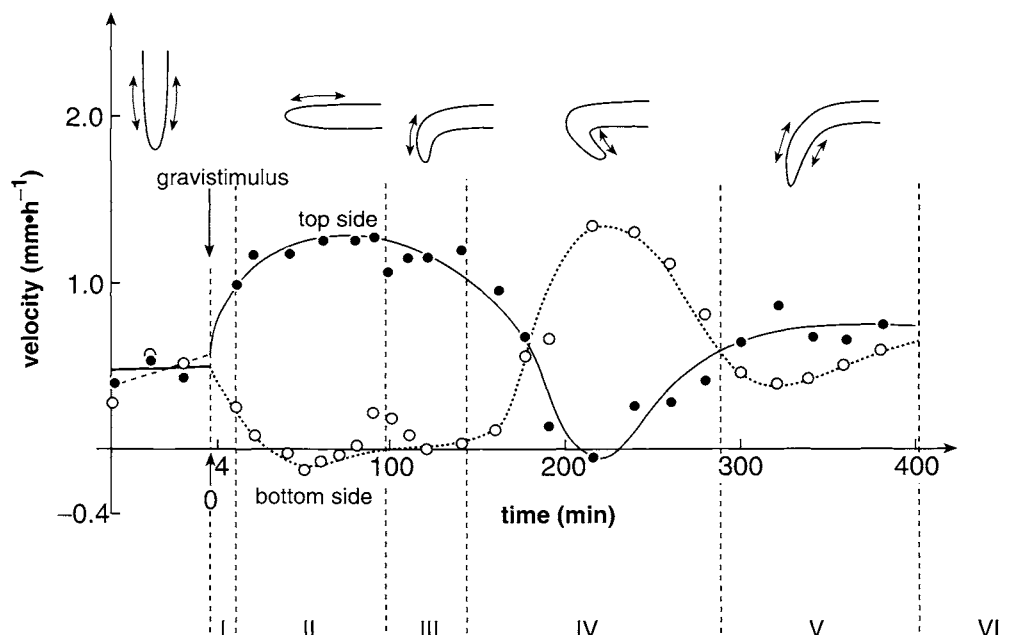 2.0
gravistimulus
top side
1.0
velocity (mm•h⁻¹)
4 100 200 300 400
0 bottom side
−0.4
time (min)
I II III IV V VI